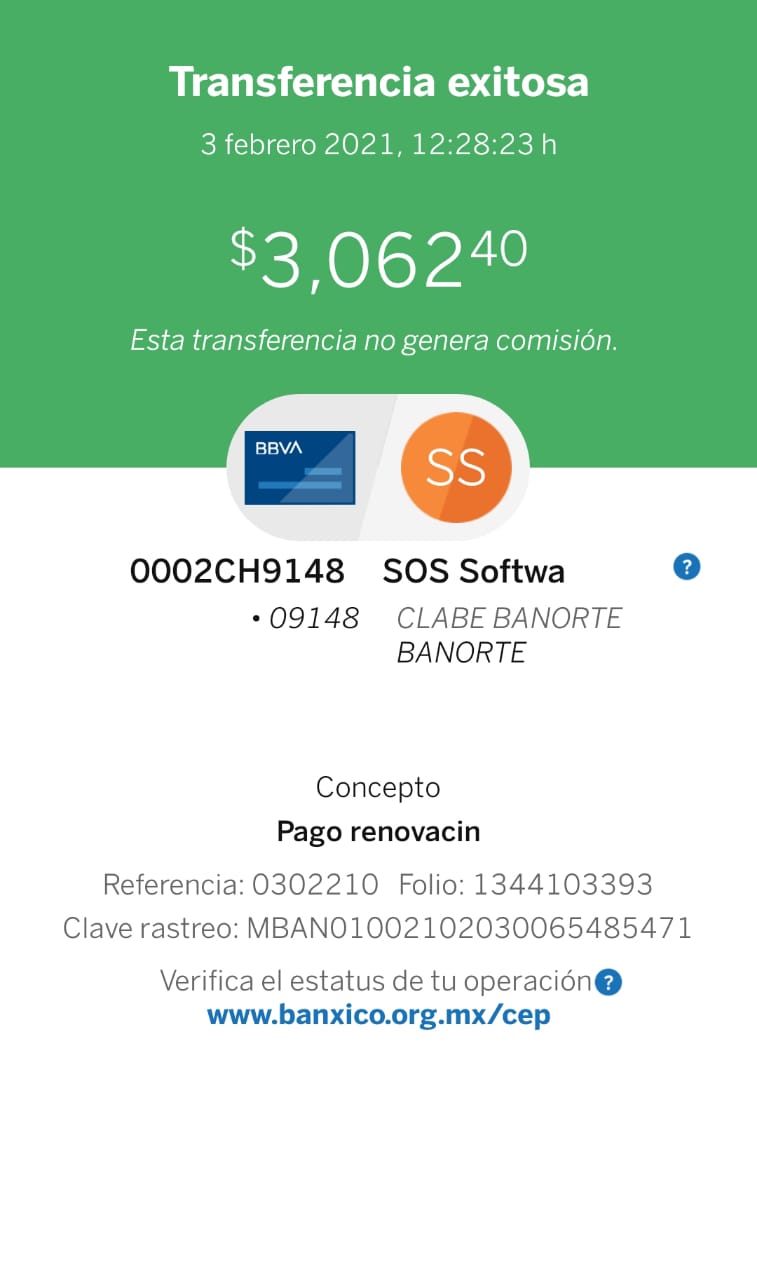 Transferencia exitosa
3 febrero 2021, 12:28:23 h
$3,062 40
Esta transferencia no genera comisión.
BBVA
SS
0002CH9148 SOS Softwa ?
• 09148 CLABE BANORTE
BANORTE
Concepto
Pago renovacin
Referencia: 0302210 Folio: 1344103393
Clave rastreo: MBAN01002102030065485471
Verifica el estatus de tu operación ?
www.banxico.org.mx/cep